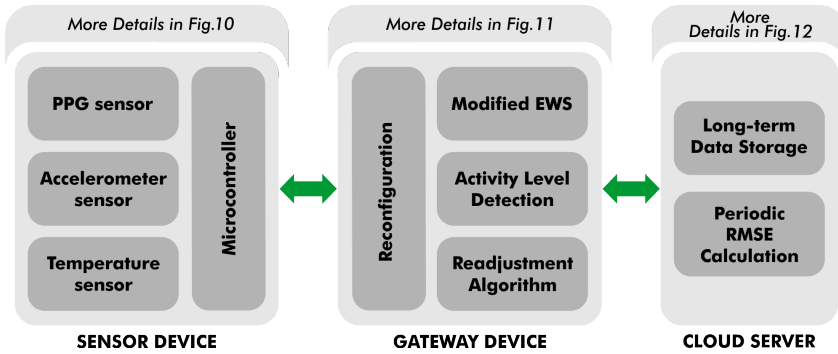 More Details in Fig.10
PPG sensor
Accelerometer
sensor
Temperature
sensor
Microcontroller
SENSOR DEVICE
More Details in Fig.11
Reconfiguration
Modified EWS
Activity Level
Detection
Readjustment
Algorithm
GATEWAY DEVICE
More
Details in Fig.12
Long-term
Data Storage
Periodic
RMSE
Calculation
CLOUD SERVER